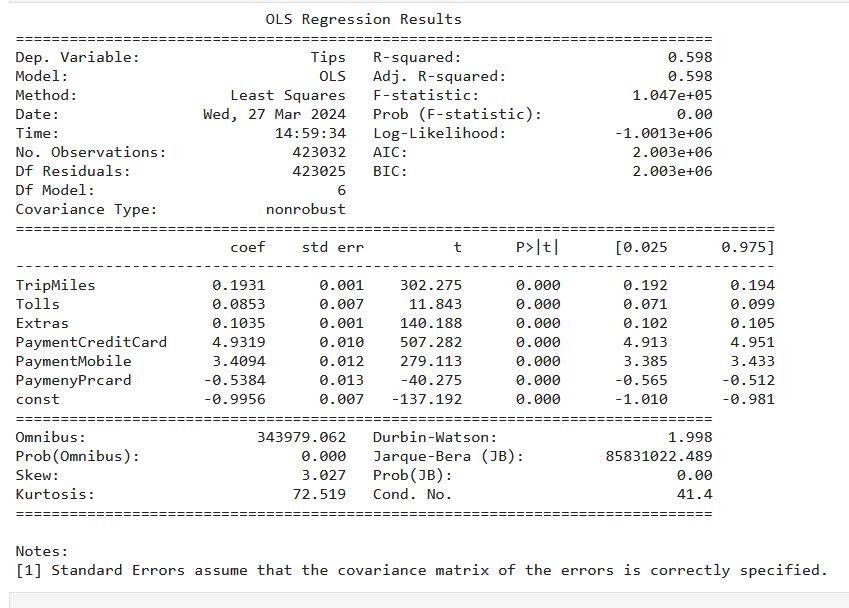 OLS Regression Results
==============================================================================
Dep. Variable: Tips R-squared: 0.598
Model: OLS Adj. R-squared: 0.598
Method: Least Squares F-statistic: 1.047e+05
Date: Wed, 27 Mar 2024 Prob (F-statistic): 0.00
Time: 14:59:34 Log-Likelihood: -1.0013e+06
No. Observations: 423032 AIC: 2.003e+06
Df Residuals: 423025 BIC: 2.003e+06
Df Model: 6
Covariance Type: nonrobust
=====================================================================================
coef std err t P>|t| [0.025 0.975]
-------------------------------------------------------------------------------------
TripMiles 0.1931 0.001 302.275 0.000 0.192 0.194
Tolls 0.0853 0.007 11.843 0.000 0.071 0.099
Extras 0.1035 0.001 140.188 0.000 0.102 0.105
PaymentCreditCard 4.9319 0.010 507.282 0.000 4.913 4.951
PaymentMobile 3.4094 0.012 279.113 0.000 3.385 3.433
PaymenyPrcard -0.5384 0.013 -40.275 0.000 -0.565 -0.512
const -0.9956 0.007 -137.192 0.000 -1.010 -0.981
==============================================================================
Omnibus: 343979.062 Durbin-Watson: 1.998
Prob(Omnibus): 0.000 Jarque-Bera (JB): 85831022.489
Skew: 3.027 Prob(JB): 0.00
Kurtosis: 72.519 Cond. No. 41.4
==============================================================================
Notes:
[1] Standard Errors assume that the covariance matrix of the errors is correctly specified.